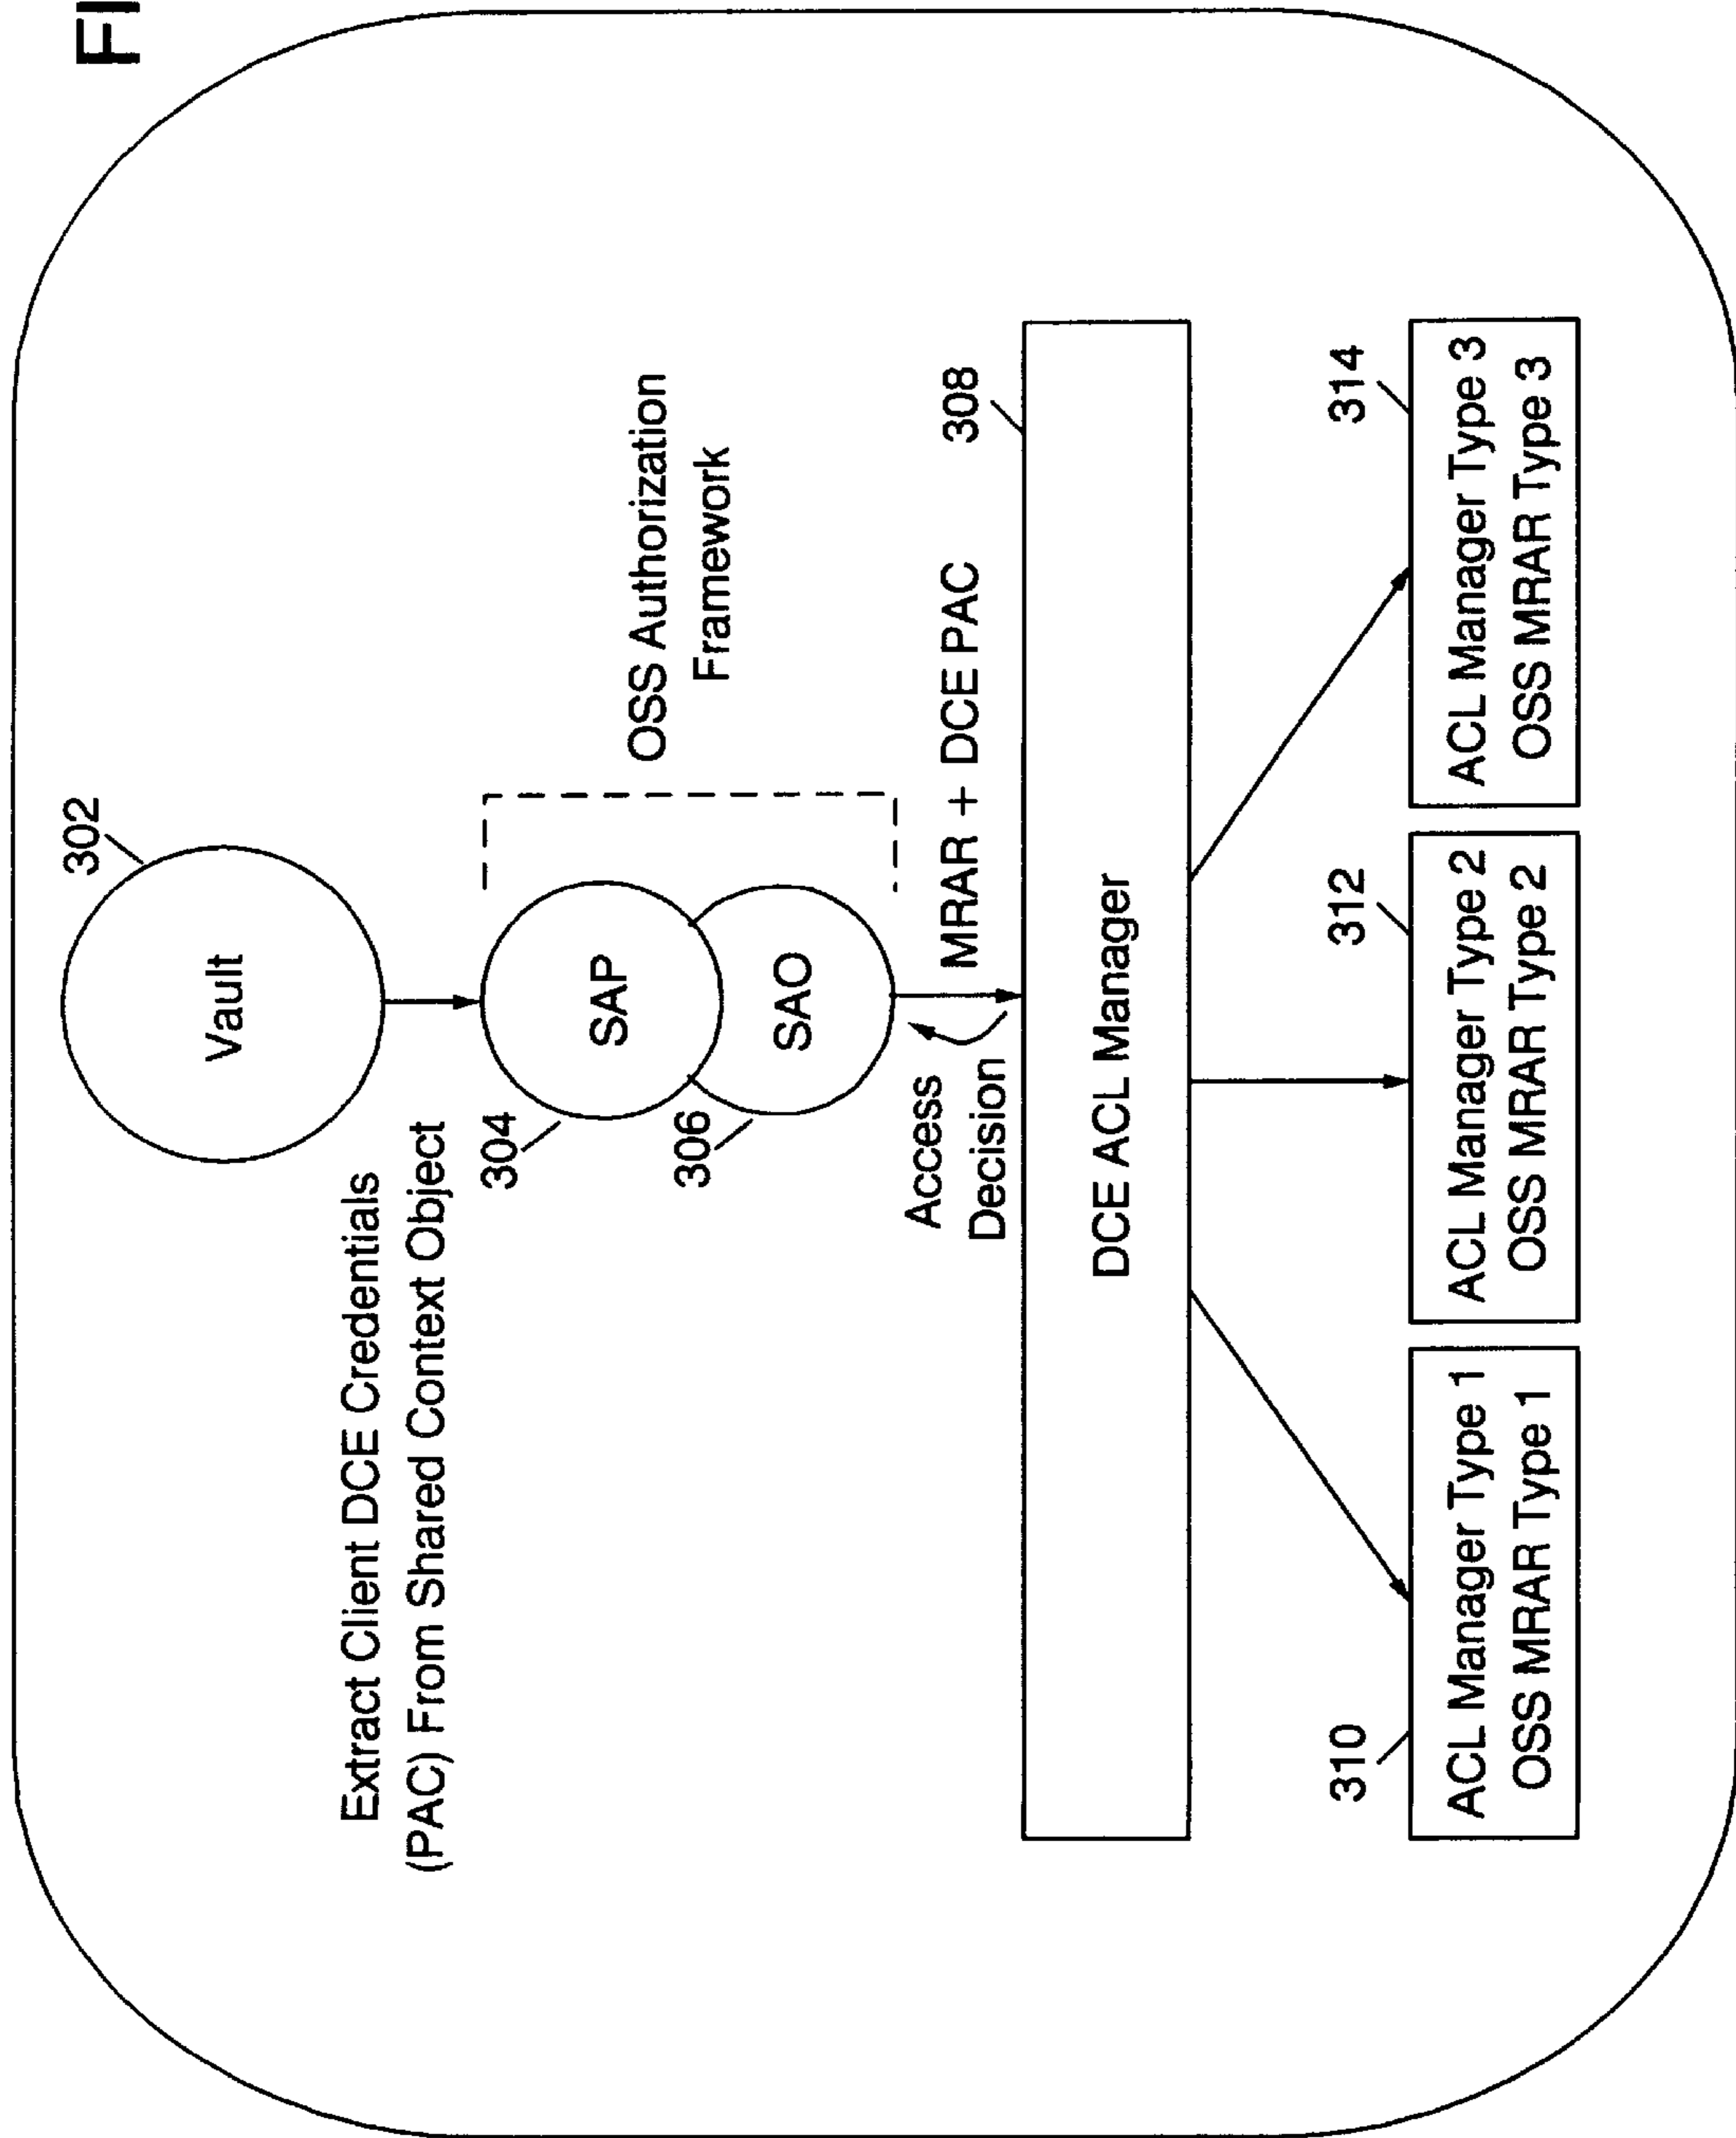 FI
302
Vault
Extract Client DCE Credentials
(PAC) From Shared Context Object
304
SAP
OSS Authorization
Framework
306
SAO
Access
Decision
MRAR + DCE PAC
308
DCE ACL Manager
310
312
314
ACL Manager Type 1
OSS MRAR Type 1
ACL Manager Type 2
OSS MRAR Type 2
ACL Manager Type 3
OSS MRAR Type 3